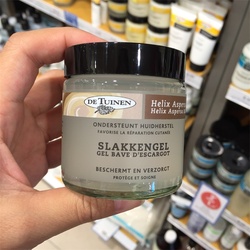 DE TUINEN
Helix Aspersa
Helix Aspersa
ONDERSTEUNT HUIDHERSTEL
FAVORISE LA RÉPARATION CUTANÉE
SLAKKENGEL
GEL BAVE D'ESCARGOT
BESCHERMT EN VERZORGT
PROTÈGE ET SOIGNE